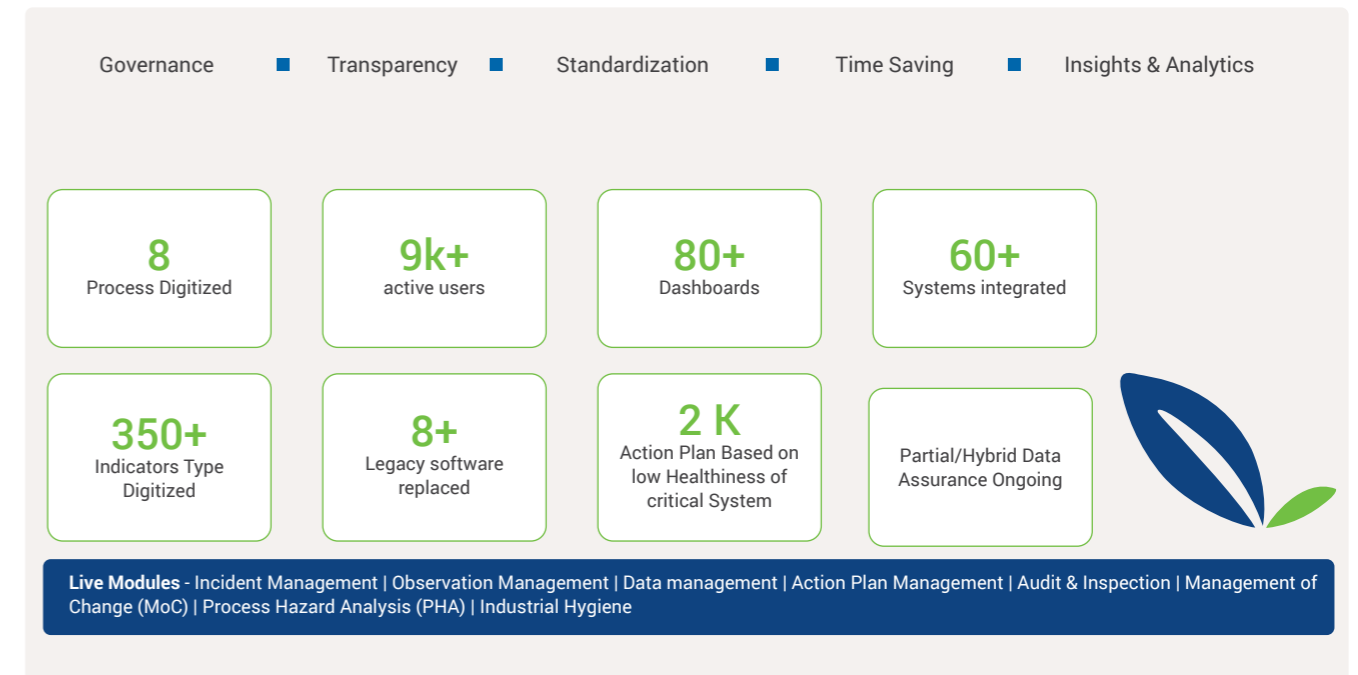 Governance Transparency Standardization Time Saving Insights & Analytics
8
Process Digitized
9k+
active users
80+
Dashboards
60+
Systems integrated
350+
Indicators Type
Digitized
8+
Legacy software
replaced
2 K
Action Plan Based on
low Healthiness of
critical System
Partial/Hybrid Data
Assurance Ongoing
Live Modules - Incident Management | Observation Management | Data management | Action Plan Management | Audit & Inspection | Management of
Change (MoC) | Process Hazard Analysis (PHA) | Industrial Hygiene